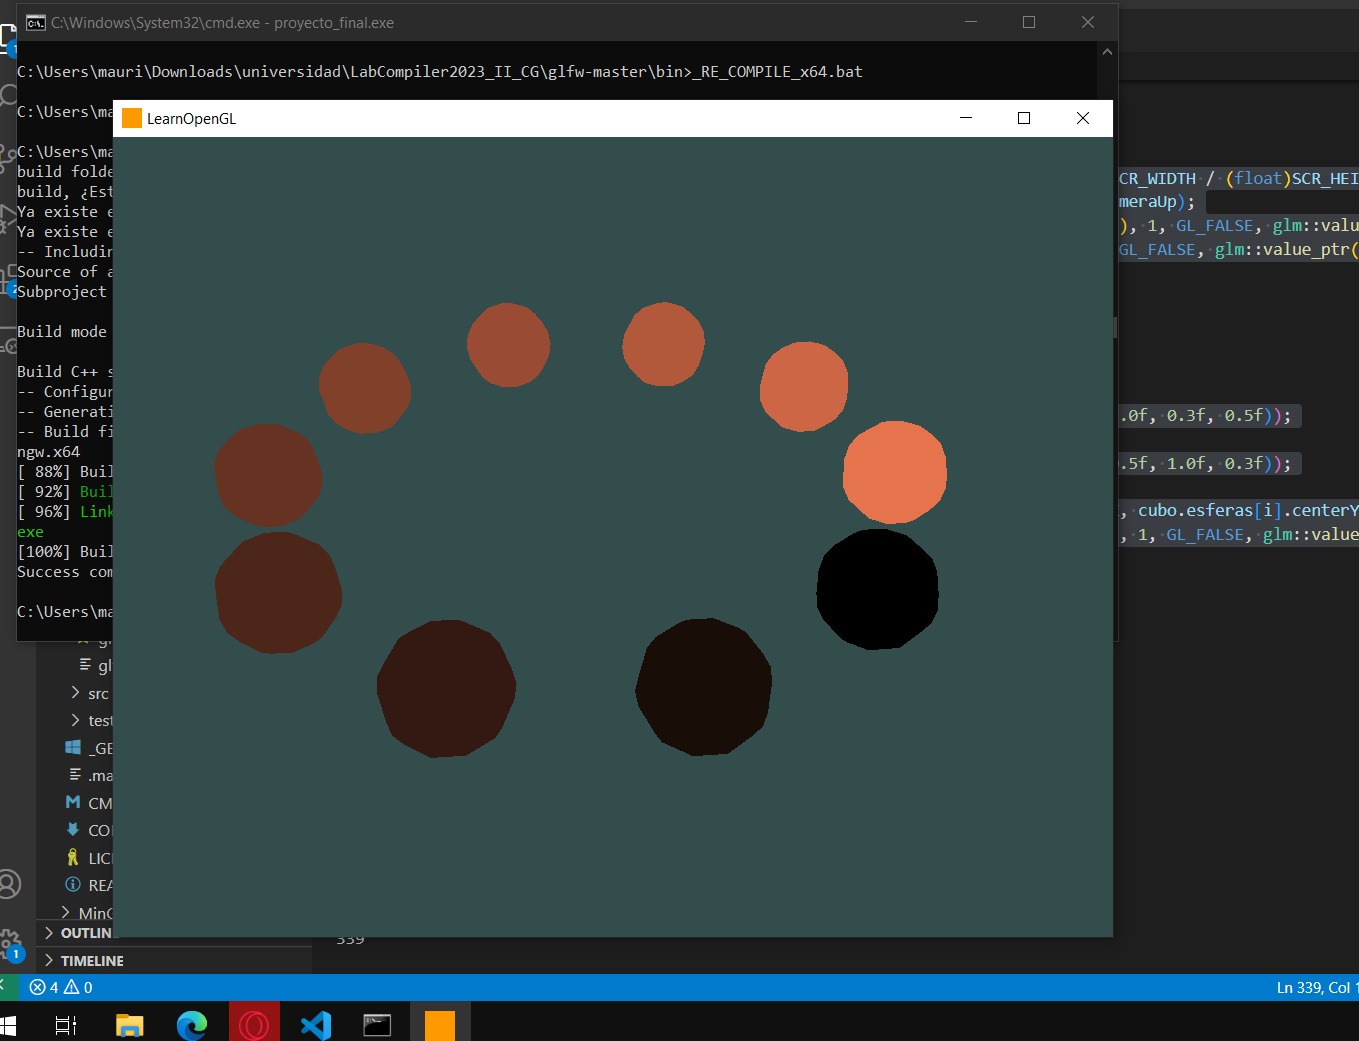 C:\Windows\System32\cmd.exe - proyecto_final.exe
C:\Users\mauri\Downloads\universidad\LabCompiler2023_II_CG\glfw-master\bin>_RE_COMPILE_x64.bat
C:\Users\ma
LearnOpenGL
C:\Users\ma
build folde
build, ¿Est
Ya existe e
Ya existe e
-- Includin
Source of a
Subproject
Build mode
Build C++ s
-- Configur
-- Generati
-- Build fi
ngw.x64
[ 88%] Buil
[ 92%] Buil
[ 96%] Link
exe
[100%] Buil
Success com
C:\Users\ma
CR_WIDTH / (float)SCR_HEI
meraUp);
), 1, GL_FALSE, glm::valu
GL_FALSE, glm::value_ptr(
.0f, 0.3f, 0.5f));
.5f, 1.0f, 0.3f));
, cubo.esferas[i].centerY
, 1, GL_FALSE, glm::value
gl
src
test
_GE
.ma
CM
CO
LIC
REA
MinG
OUTLIN
339
TIMELINE
4 0
Ln 339, Col 1
1